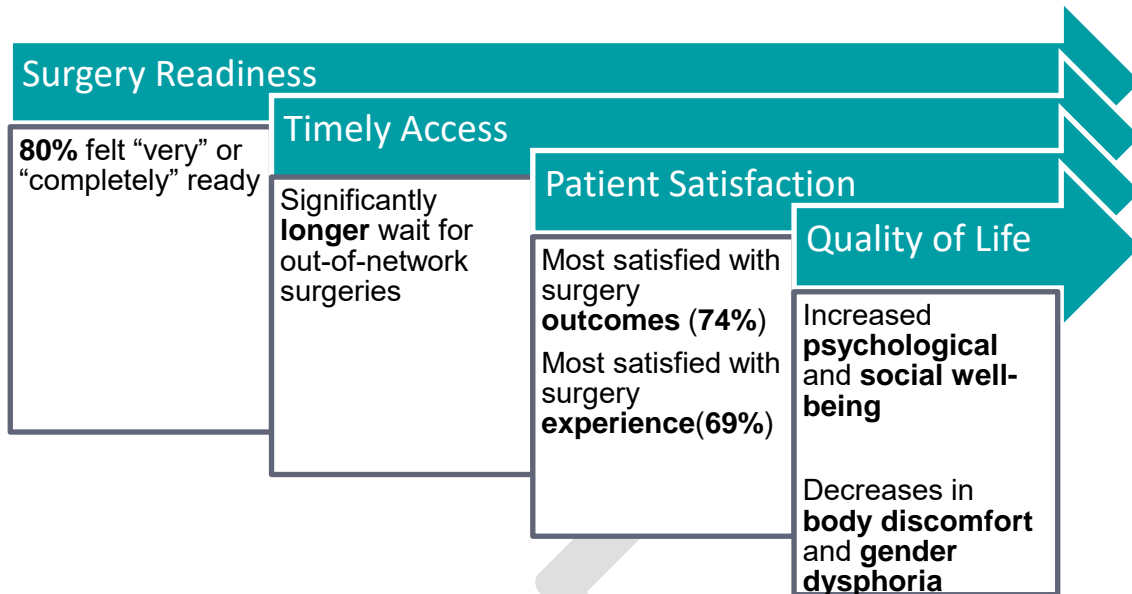 Surgery Readiness
80% felt “very” or
“completely” ready
Timely Access
Significantly
longer wait for
out-of-network
surgeries
Patient Satisfaction
Most satisfied with
surgery
outcomes (74%)
Most satisfied with
surgery
experience(69%)
Quality of Life
Increased
psychological
and social well-
being
Decreases in
body discomfort
and gender
dysphoria